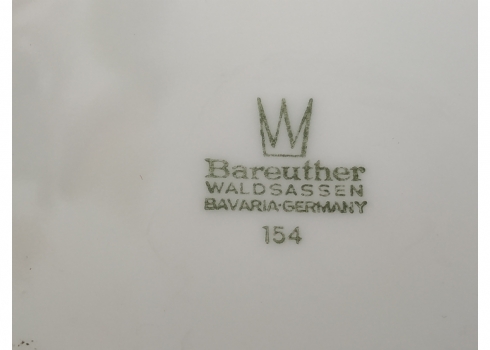 W
Bareuther
WALDSASSEN
BAVARIA-GERMANY
154